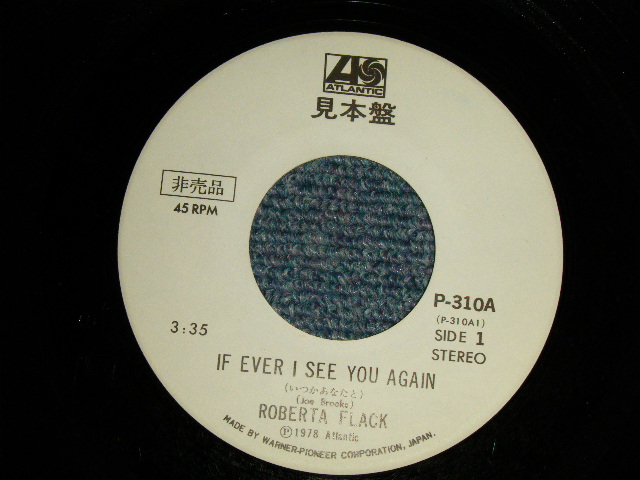 ATLANTIC
見本盤
非売品
45 RPM
P-310A
(P-310A1)
SIDE 1
STEREO
3:35
IF EVER I SEE YOU AGAIN
(いつかあなたと)
(Joe Brooks)
ROBERTA FLACK
Ⓟ1978 Atlantic
MADE BY WARNER-PIONEER CORPORATION, JAPAN.